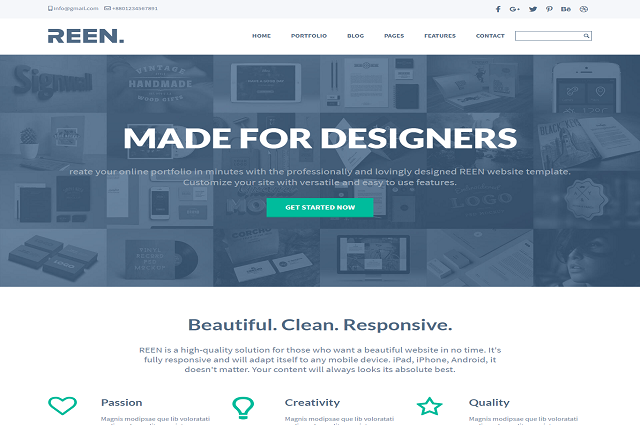 info@gmail.com +8801234567891
REEN.
HOME PORTFOLIO BLOG PAGES FEATURES CONTACT
VINTAGE
HANDMADE
WOOD TYPES
MADE FOR DESIGNERS
reate your online portfolio in minutes with the professionally and lovingly designed REEN website template.
Customize your site with versatile and easy to use features.
LOGO
GET STARTED NOW
VINYL
RECORD
Beautiful. Clean. Responsive.
REEN is a high-quality solution for those who want a beautiful website in no time. It's
fully responsive and will adapt itself to any mobile device. iPad, iPhone, Android, it
doesn't matter. Your content will always looks its absolute best.
Passion Creativity Quality
Magnis modipsae que lib voloratati Magnis modipsae que lib voloratati Magnis modipsae que lib voloratati